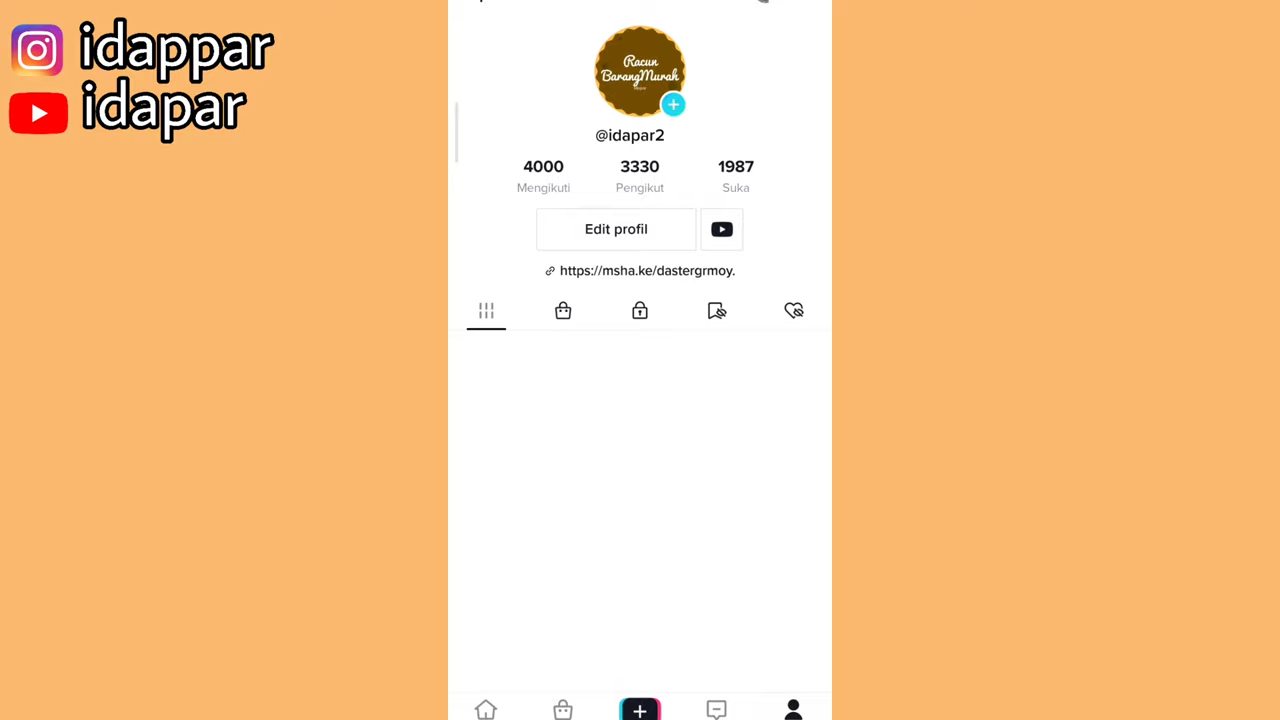 idappar
idapar
Racun
BarangMurah
@idapar2
4000 3330 1987
Mengikuti Pengikut Suka
Edit profil
https://msha.ke/dastergrmoy.